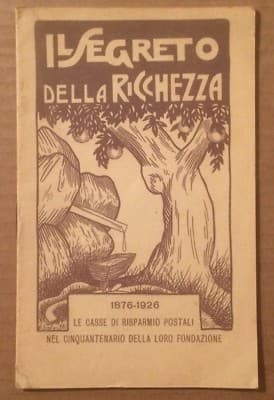 IL SEGRETO
DELLA RICCHEZZA
1876-1926
LE CASSE DI RISPARMIO POSTALI
NEL CINQUANTENARIO DELLA LORO FONDAZIONE